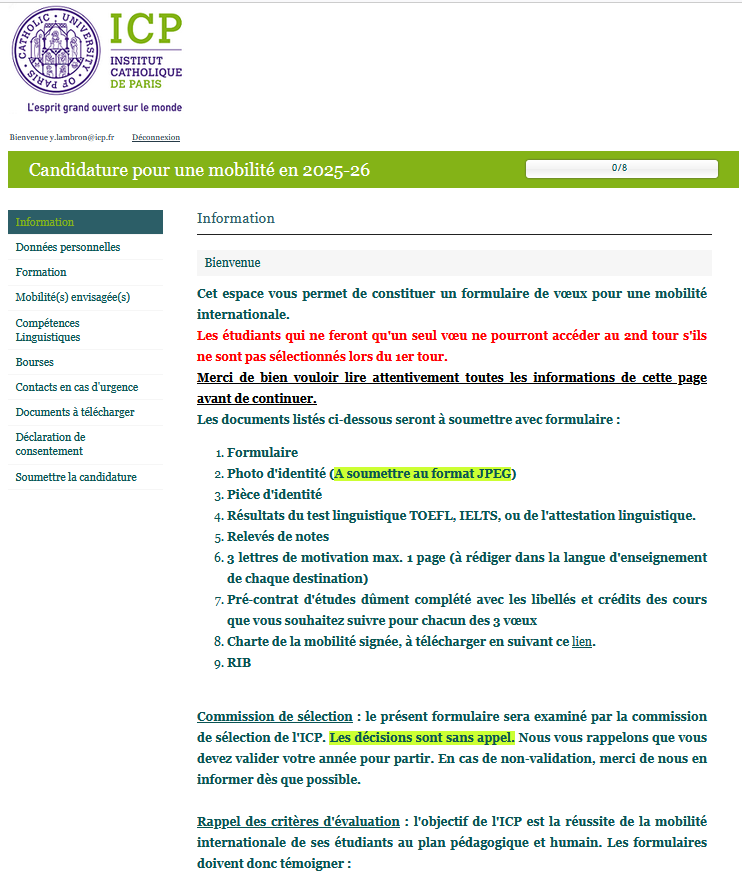 CATHOLIC · UNIVERSITY · OF PARIS ·
ICP
INSTITUT
CATHOLIQUE
DE PARIS
L'esprit grand ouvert sur le monde
Bienvenue y.lambron@icp.fr Déconnexion
Candidature pour une mobilité en 2025-26
0/8
Information
Données personnelles
Formation
Mobilité(s) envisagée(s)
Compétences
Linguistiques
Bourses
Contacts en cas d'urgence
Documents à télécharger
Déclaration de
consentement
Soumettre la candidature
Information
Bienvenue
Cet espace vous permet de constituer un formulaire de vœux pour une mobilité
internationale.
Les étudiants qui ne feront qu'un seul vœu ne pourront accéder au 2nd tour s'ils
ne sont pas sélectionnés lors du 1er tour.
Merci de bien vouloir lire attentivement toutes les informations de cette page
avant de continuer.
Les documents listés ci-dessous seront à soumettre avec formulaire :
1. Formulaire
2. Photo d'identité (A soumettre au format JPEG)
3. Pièce d'identité
4. Résultats du test linguistique TOEFL, IELTS, ou de l'attestation linguistique.
5. Relevés de notes
6. 3 lettres de motivation max. 1 page (à rédiger dans la langue d'enseignement
de chaque destination)
7. Pré-contrat d'études dûment complété avec les libellés et crédits des cours
que vous souhaitez suivre pour chacun des 3 vœux
8. Charte de la mobilité signée, à télécharger en suivant ce lien.
9. RIB
Commission de sélection : le présent formulaire sera examiné par la commission
de sélection de l'ICP. Les décisions sont sans appel. Nous vous rappelons que vous
devez valider votre année pour partir. En cas de non-validation, merci de nous en
informer dès que possible.
Rappel des critères d'évaluation : l'objectif de l'ICP est la réussite de la mobilité
internationale de ses étudiants au plan pédagogique et humain. Les formulaires
doivent donc témoigner :